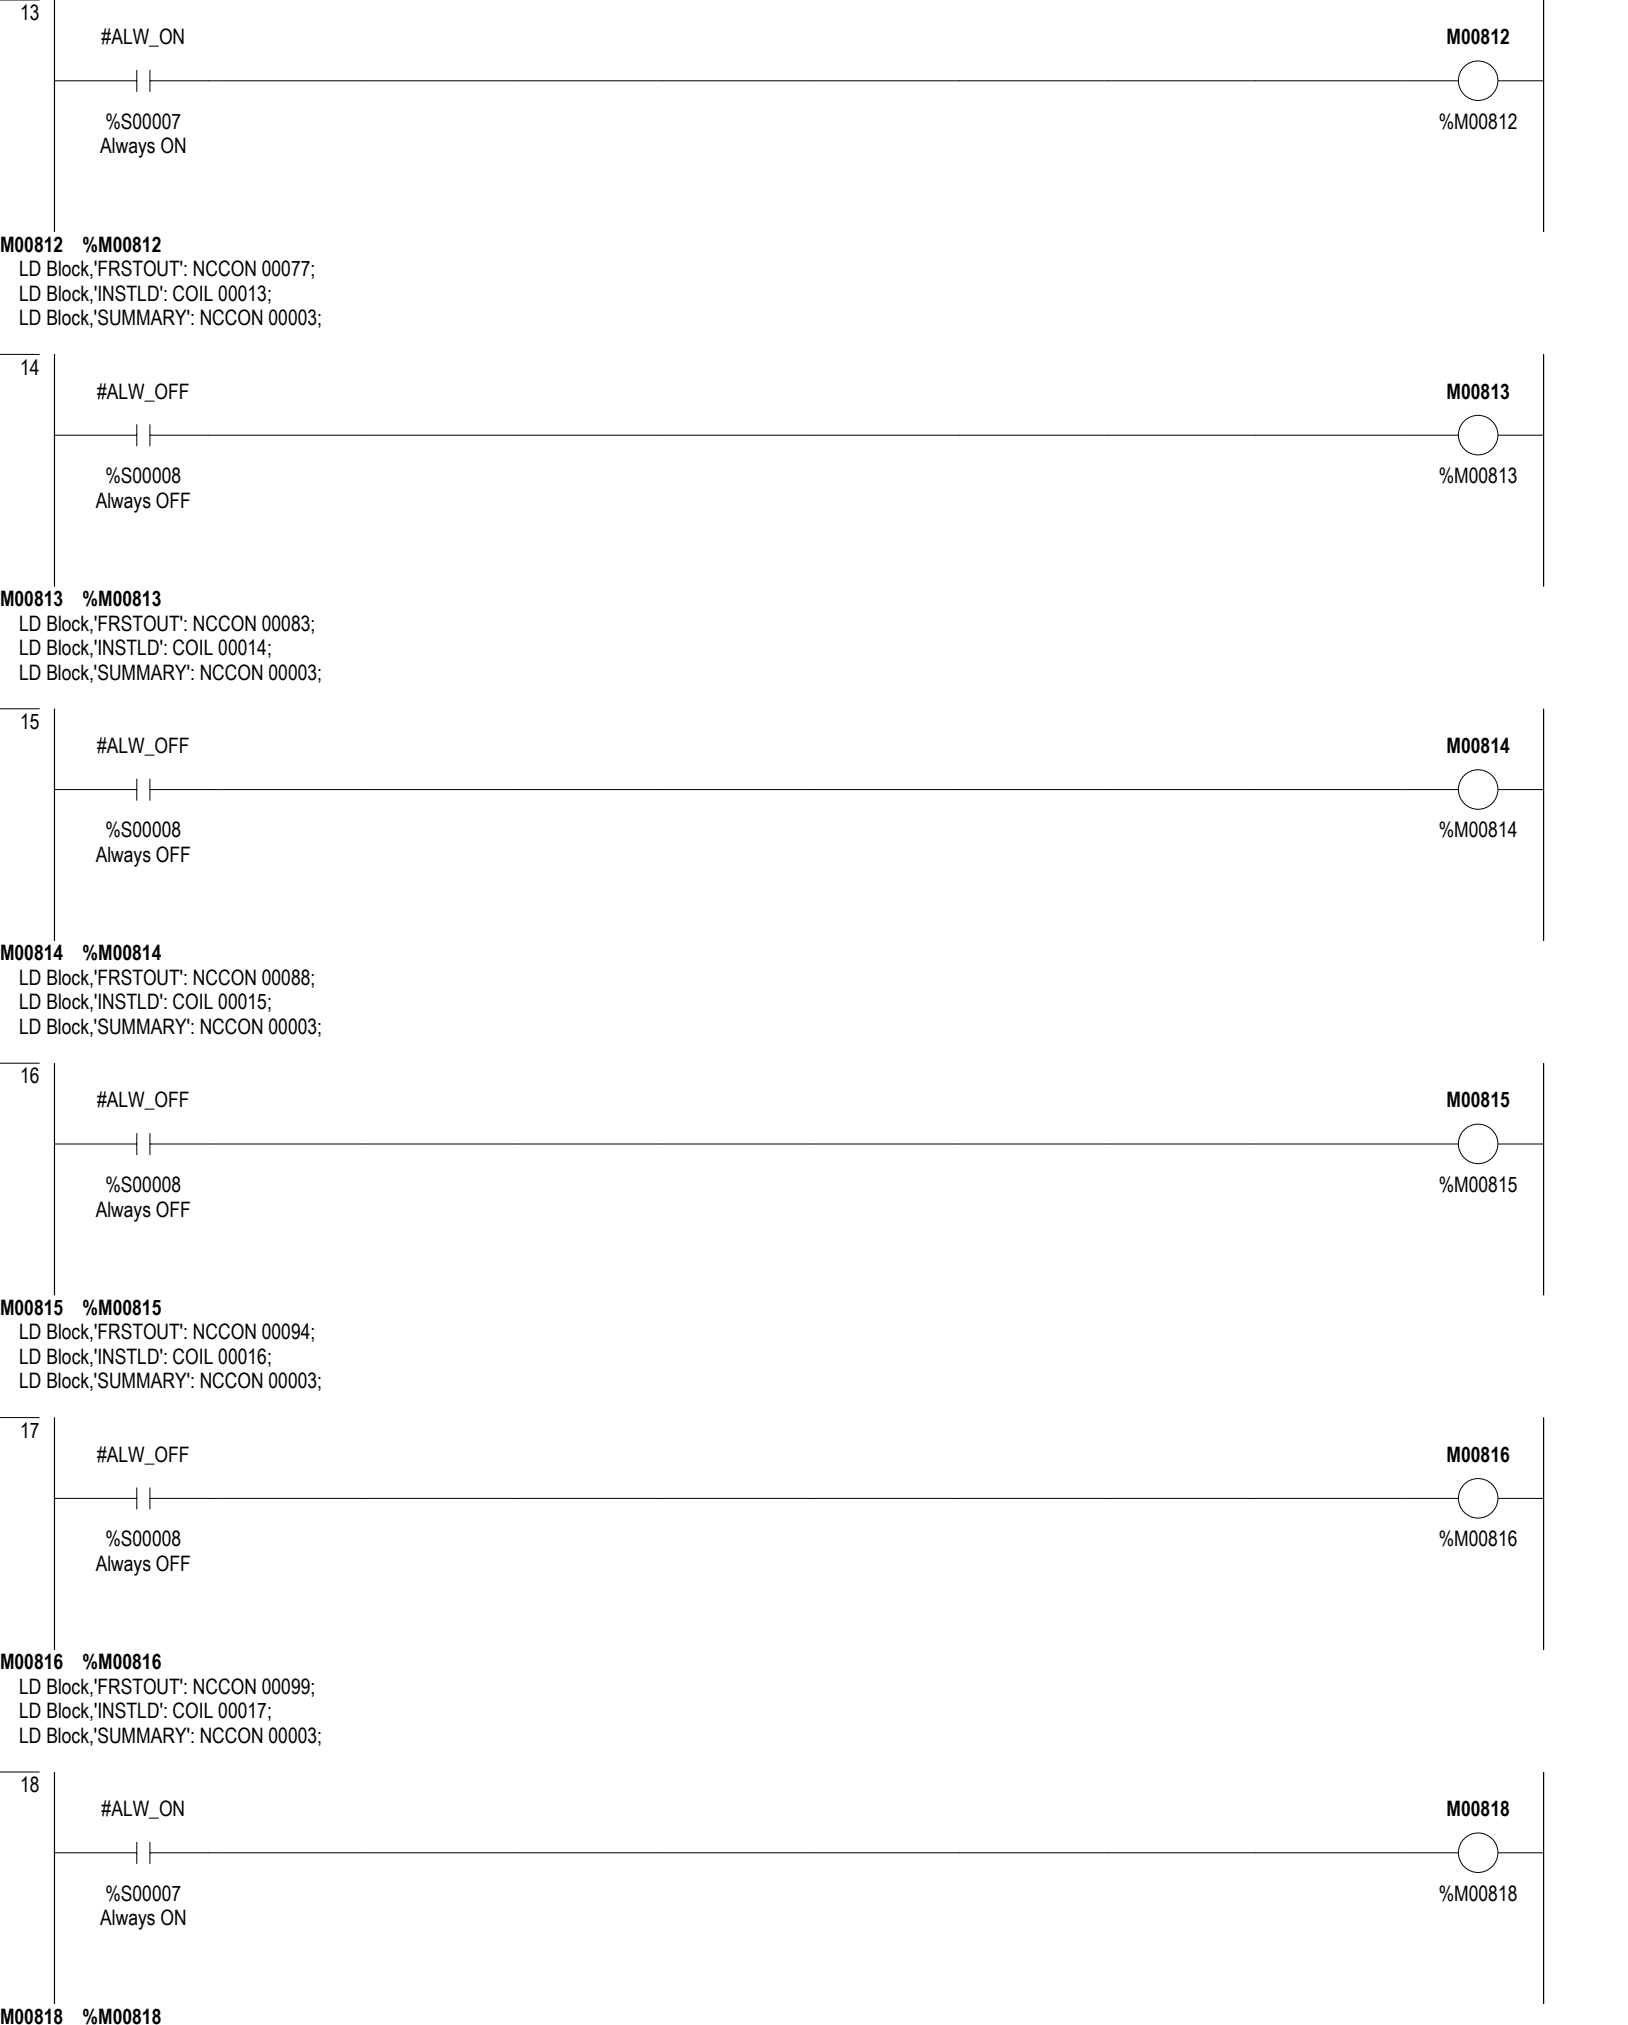 13
#ALW_ON M00812
%S00007 %M00812
Always ON
M00812 %M00812
LD Block,'FRSTOUT': NCCON 00077;
LD Block,'INSTLD': COIL 00013;
LD Block,'SUMMARY': NCCON 00003;
14
#ALW_OFF M00813
%S00008 %M00813
Always OFF
M00813 %M00813
LD Block,'FRSTOUT': NCCON 00083;
LD Block,'INSTLD': COIL 00014;
LD Block,'SUMMARY': NCCON 00003;
15
#ALW_OFF M00814
%S00008 %M00814
Always OFF
M00814 %M00814
LD Block,'FRSTOUT': NCCON 00088;
LD Block,'INSTLD': COIL 00015;
LD Block,'SUMMARY': NCCON 00003;
16
#ALW_OFF M00815
%S00008 %M00815
Always OFF
M00815 %M00815
LD Block,'FRSTOUT': NCCON 00094;
LD Block,'INSTLD': COIL 00016;
LD Block,'SUMMARY': NCCON 00003;
17
#ALW_OFF M00816
%S00008 %M00816
Always OFF
M00816 %M00816
LD Block,'FRSTOUT': NCCON 00099;
LD Block,'INSTLD': COIL 00017;
LD Block,'SUMMARY': NCCON 00003;
18
#ALW_ON M00818
%S00007 %M00818
Always ON
M00818 %M00818